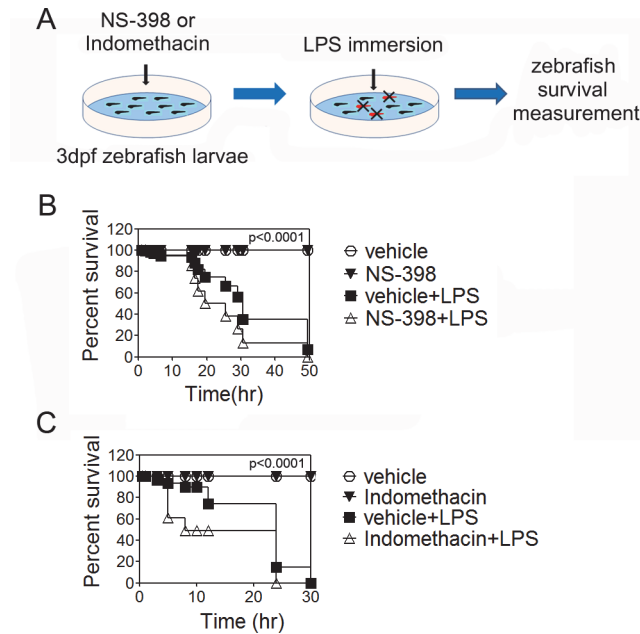 A
NS-398 or
Indomethacin
LPS immersion
3dpf zebrafish larvae
zebrafish
survival
measurement
B
Percent survival
120
100
80
60
40
20
0
p<0.0001
0 10 20 30 40 50
Time(hr)
vehicle
NS-398
vehicle+LPS
NS-398+LPS
C
Percent survival
120
100
80
60
40
20
0
p<0.0001
0 10 20 30
Time (hr)
vehicle
Indomethacin
vehicle+LPS
Indomethacin+LPS